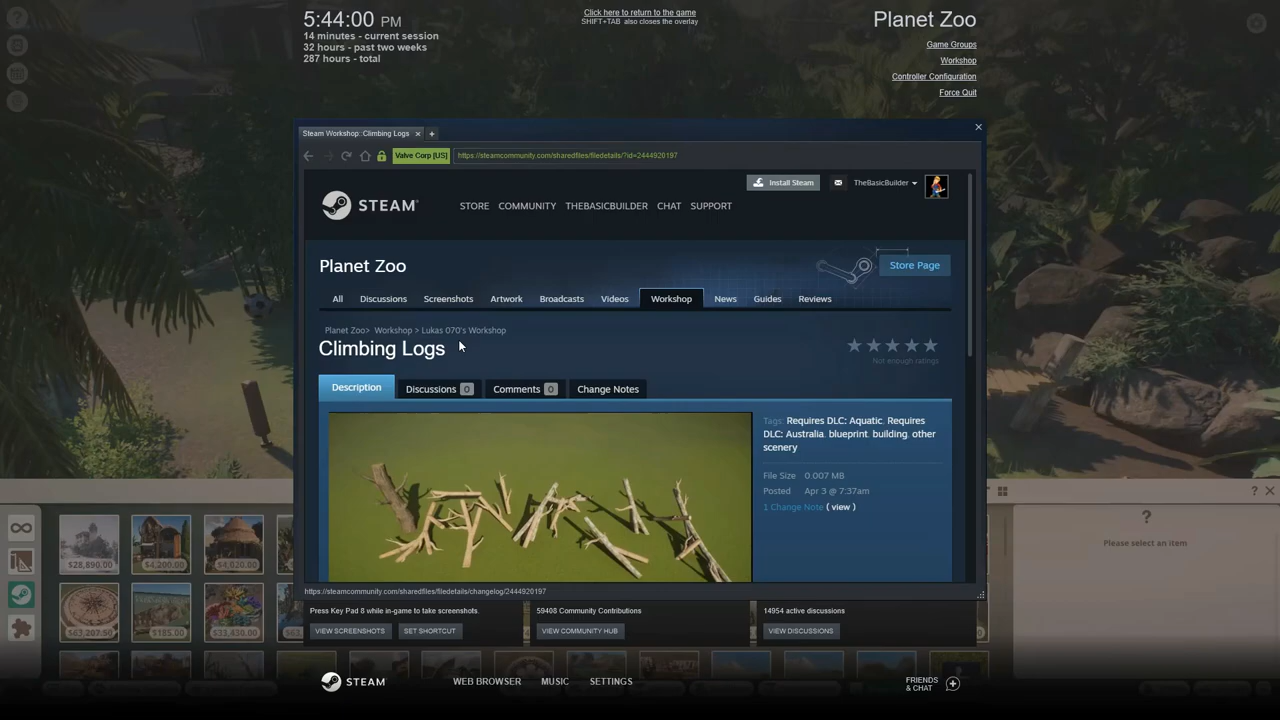 5:44:00 PM
14 minutes - current session
32 hours - past two weeks
287 hours - total
Click here to return to the game
SHIFT+TAB also closes the overlay
Planet Zoo
Game Groups
Workshop
Controller Configuration
Force Quit
Steam Workshop::Climbing Logs × +
Valve Corp [US] https://steamcommunity.com/sharedfiles/filedetails/?id=2444920197
Install Steam TheBasicBuilder
STEAM STORE COMMUNITY THEBASICBUILDER CHAT SUPPORT
Planet Zoo
Store Page
All Discussions Screenshots Artwork Broadcasts Videos Workshop News Guides Reviews
Planet Zoo> Workshop > Lukas 070's Workshop
Climbing Logs
Not enough ratings
Description Discussions 0 Comments 0 Change Notes
Tags: Requires DLC: Aquatic, Requires
DLC: Australia, blueprint, building, other
scenery
File Size 0.007 MB
Posted Apr 3 @ 7:37am
1 Change Note ( view )
? ×
?
Please select an item
$28,890.00 $4,200.00 $4,020.00
$63,207.50 $185.00 $33,430.00
https://steamcommunity.com/sharedfiles/filedetails/changelog/2444920197
Press Key Pad 8 while in-game to take screenshots. 59408 Community Contributions 14954 active discussions
VIEW SCREENSHOTS SET SHORTCUT VIEW COMMUNITY HUB VIEW DISCUSSIONS
STEAM WEB BROWSER MUSIC SETTINGS
FRIENDS
& CHAT